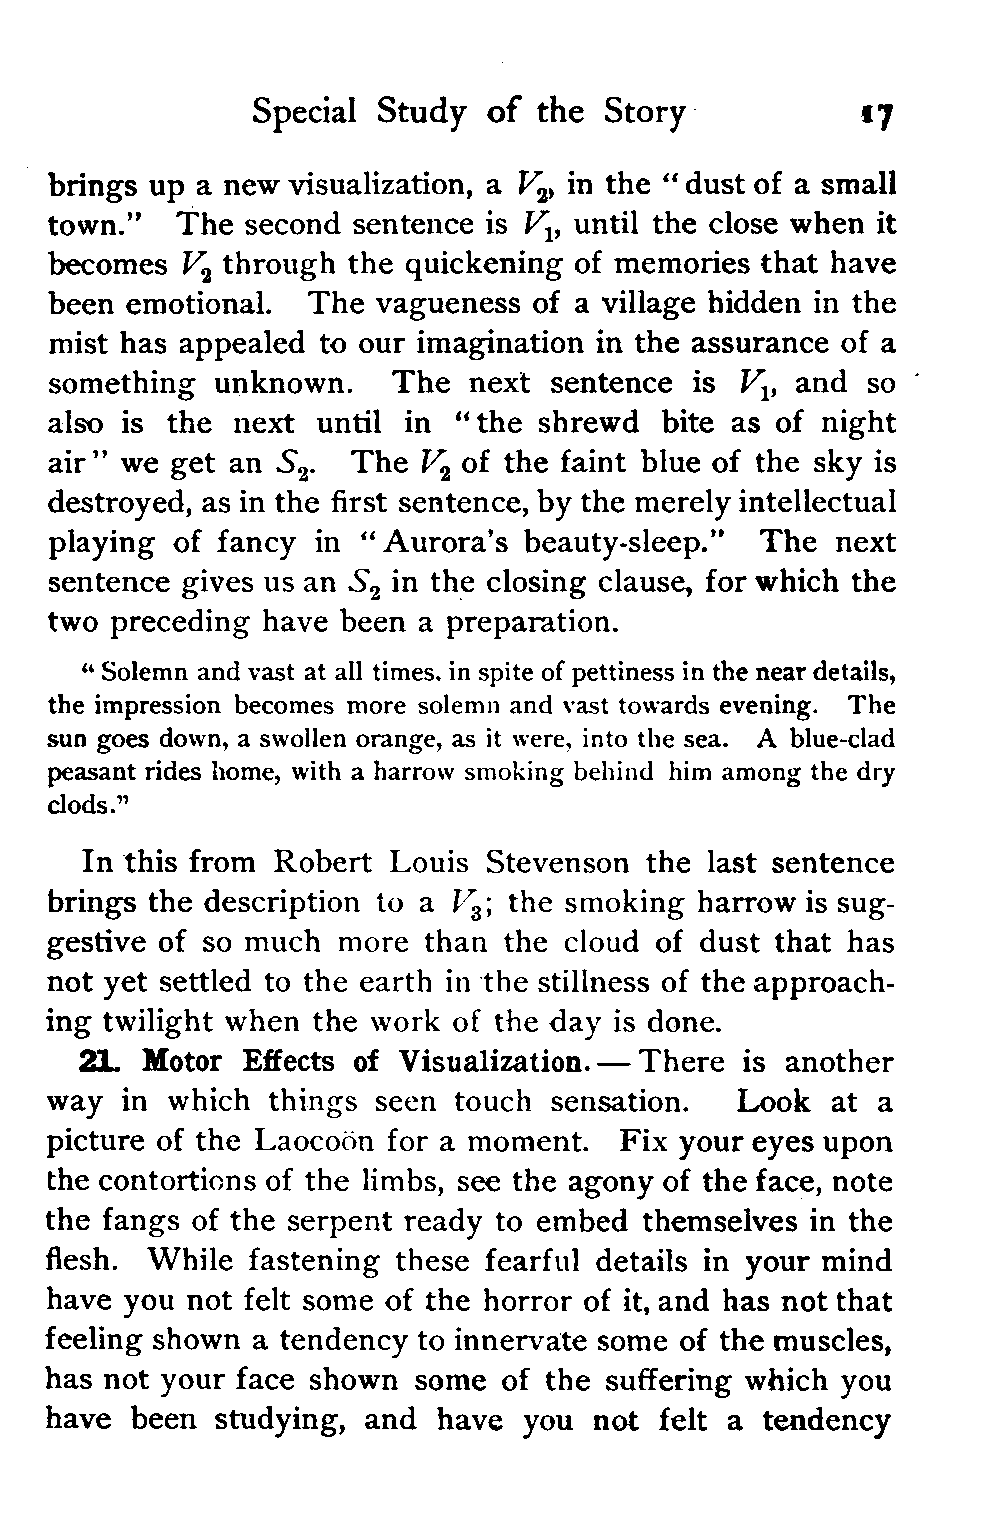 Special Study of the Story 17
brings up a new visualization, a V₂, in the “dust of a small
town.” The second sentence is V₁, until the close when it
becomes V₂ through the quickening of memories that have
been emotional. The vagueness of a village hidden in the
mist has appealed to our imagination in the assurance of a
something unknown. The next sentence is V₁, and so
also is the next until in “the shrewd bite as of night
air” we get an S₂. The V₂ of the faint blue of the sky is
destroyed, as in the first sentence, by the merely intellectual
playing of fancy in “Aurora’s beauty-sleep.” The next
sentence gives us an S₂ in the closing clause, for which the
two preceding have been a preparation.
“Solemn and vast at all times, in spite of pettiness in the near details,
the impression becomes more solemn and vast towards evening. The
sun goes down, a swollen orange, as it were, into the sea. A blue-clad
peasant rides home, with a harrow smoking behind him among the dry
clods.”
In this from Robert Louis Stevenson the last sentence
brings the description to a V₃; the smoking harrow is sug-
gestive of so much more than the cloud of dust that has
not yet settled to the earth in the stillness of the approach-
ing twilight when the work of the day is done.
21. Motor Effects of Visualization. — There is another
way in which things seen touch sensation. Look at a
picture of the Laocoön for a moment. Fix your eyes upon
the contortions of the limbs, see the agony of the face, note
the fangs of the serpent ready to embed themselves in the
flesh. While fastening these fearful details in your mind
have you not felt some of the horror of it, and has not that
feeling shown a tendency to innervate some of the muscles,
has not your face shown some of the suffering which you
have been studying, and have you not felt a tendency